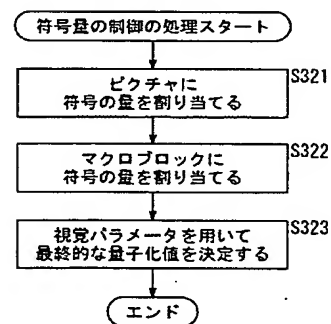 符号量の制御の処理スタート
S321
ピクチャに
符号の量を割り当てる
S322
マクロブロックに
符号の量を割り当てる
S323
視覚パラメータを用いて
最終的な量子化値を決定する
エンド